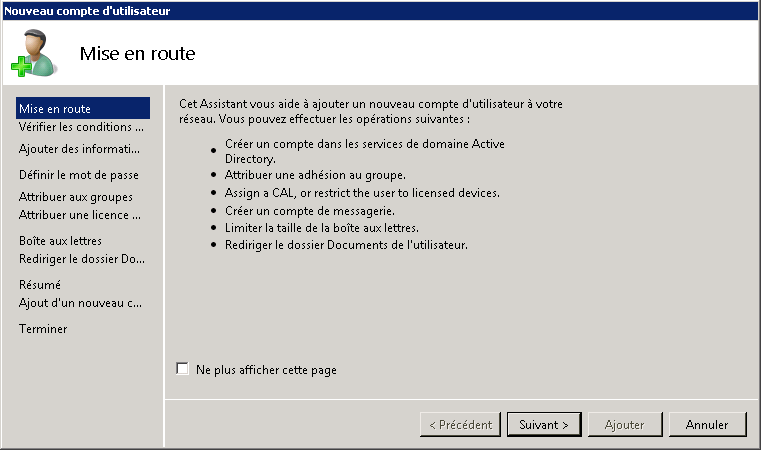 Nouveau compte d'utilisateur
Mise en route
Mise en route
Vérifier les conditions ...
Ajouter des informati...
Définir le mot de passe
Attribuer aux groupes
Attribuer une licence ...
Boîte aux lettres
Rediriger le dossier Do...
Résumé
Ajout d'un nouveau c...
Terminer
Cet Assistant vous aide à ajouter un nouveau compte d'utilisateur à votre
réseau. Vous pouvez effectuer les opérations suivantes :
• Créer un compte dans les services de domaine Active
Directory.
• Attribuer une adhésion au groupe.
• Assign a CAL, or restrict the user to licensed devices.
• Créer un compte de messagerie.
• Limiter la taille de la boîte aux lettres.
• Rediriger le dossier Documents de l'utilisateur.
Ne plus afficher cette page
< Précédent
Suivant >
Ajouter
Annuler